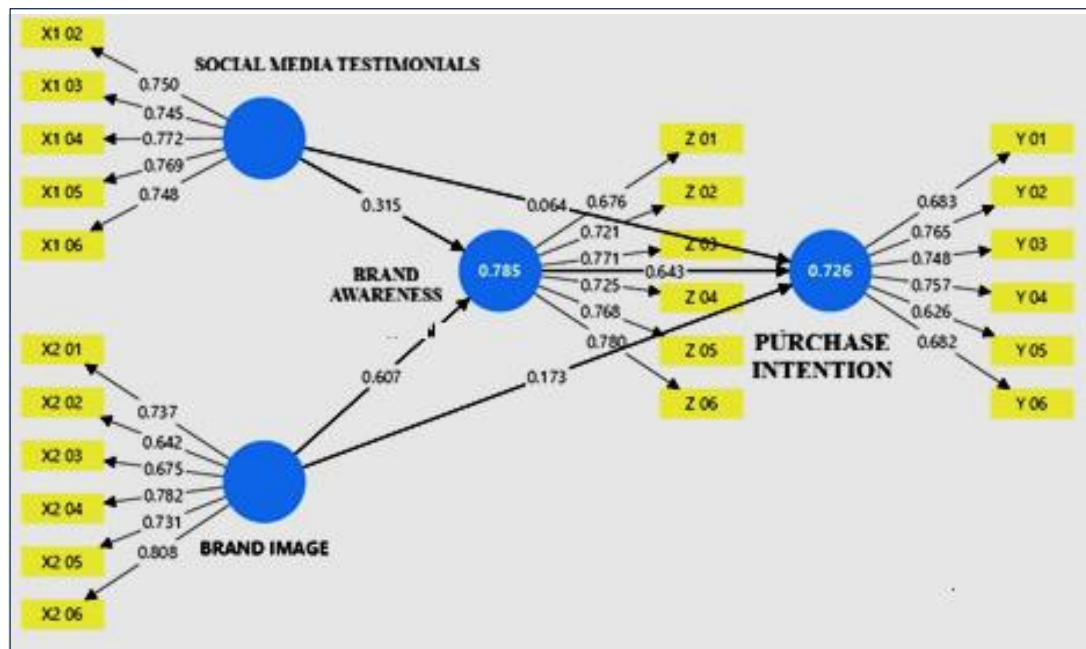 X1 02
X1 03
X1 04
X1 05
X1 06
0.750
0.745
0.772
0.769
0.748
SOCIAL MEDIA TESTIMONIALS
0.315
0.064
X2 01
X2 02
X2 03
X2 04
X2 05
X2 06
0.737
0.642
0.675
0.782
0.731
0.808
BRAND IMAGE
0.607
0.173
BRAND
AWARENESS
0.785
0.676
0.721
0.771
0.643
0.725
0.768
0.780
Z 01
Z 02
Z 03
Z 04
Z 05
Z 06
0.726
PURCHASE
INTENTION
0.683
0.765
0.748
0.757
0.626
0.682
Y 01
Y 02
Y 03
Y 04
Y 05
Y 06